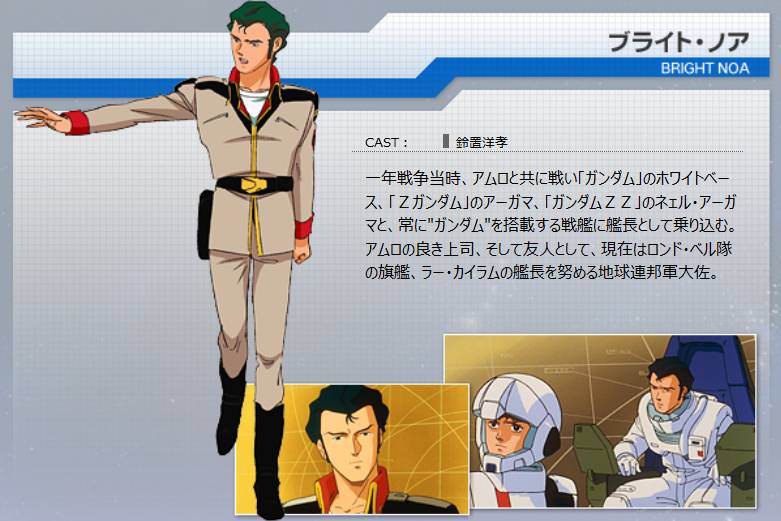 ブライト・ノア
BRIGHT NOA
CAST： 鈴置洋孝
一年戦争当時、アムロと共に戦い「ガンダム」のホワイトベー
ス、「Ζガンダム」のアーガマ、「ガンダムＺＺ」のネェル・アーガ
マと、常に"ガンダム"を搭載する戦艦に艦長として乗り込む。
アムロの良き上司、そして友人として、現在はロンド・ベル隊
の旗艦、ラー・カイラムの艦長を努める地球連邦軍大佐。